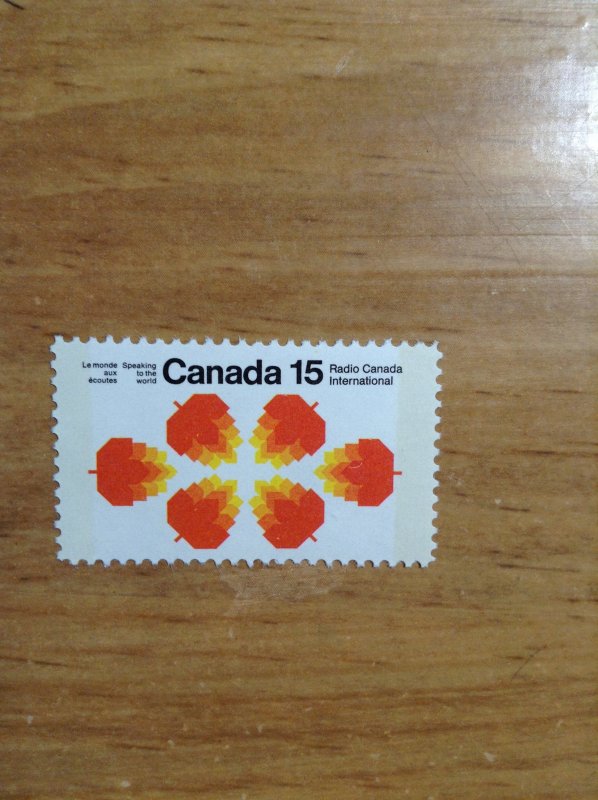 Le monde
aux
écoutes
Speaking
to the
world
Canada 15
Radio Canada
International